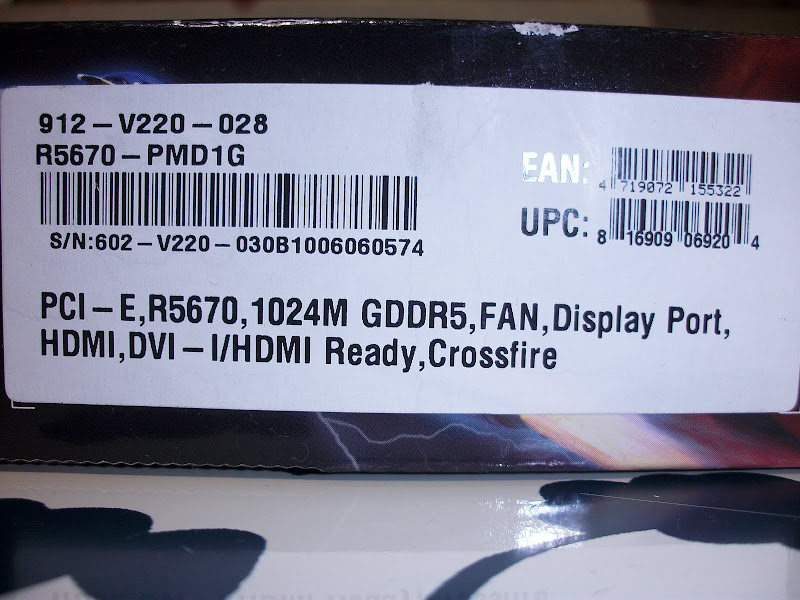 912-V220-028
R5670-PMD1G
S/N:602-V220-030B1006060574
EAN: 4 719072 155322
UPC: 8 16909 06920 4
PCI-E,R5670,1024M GDDR5,FAN,Display Port,
HDMI,DVI-I/HDMI Ready,Crossfire